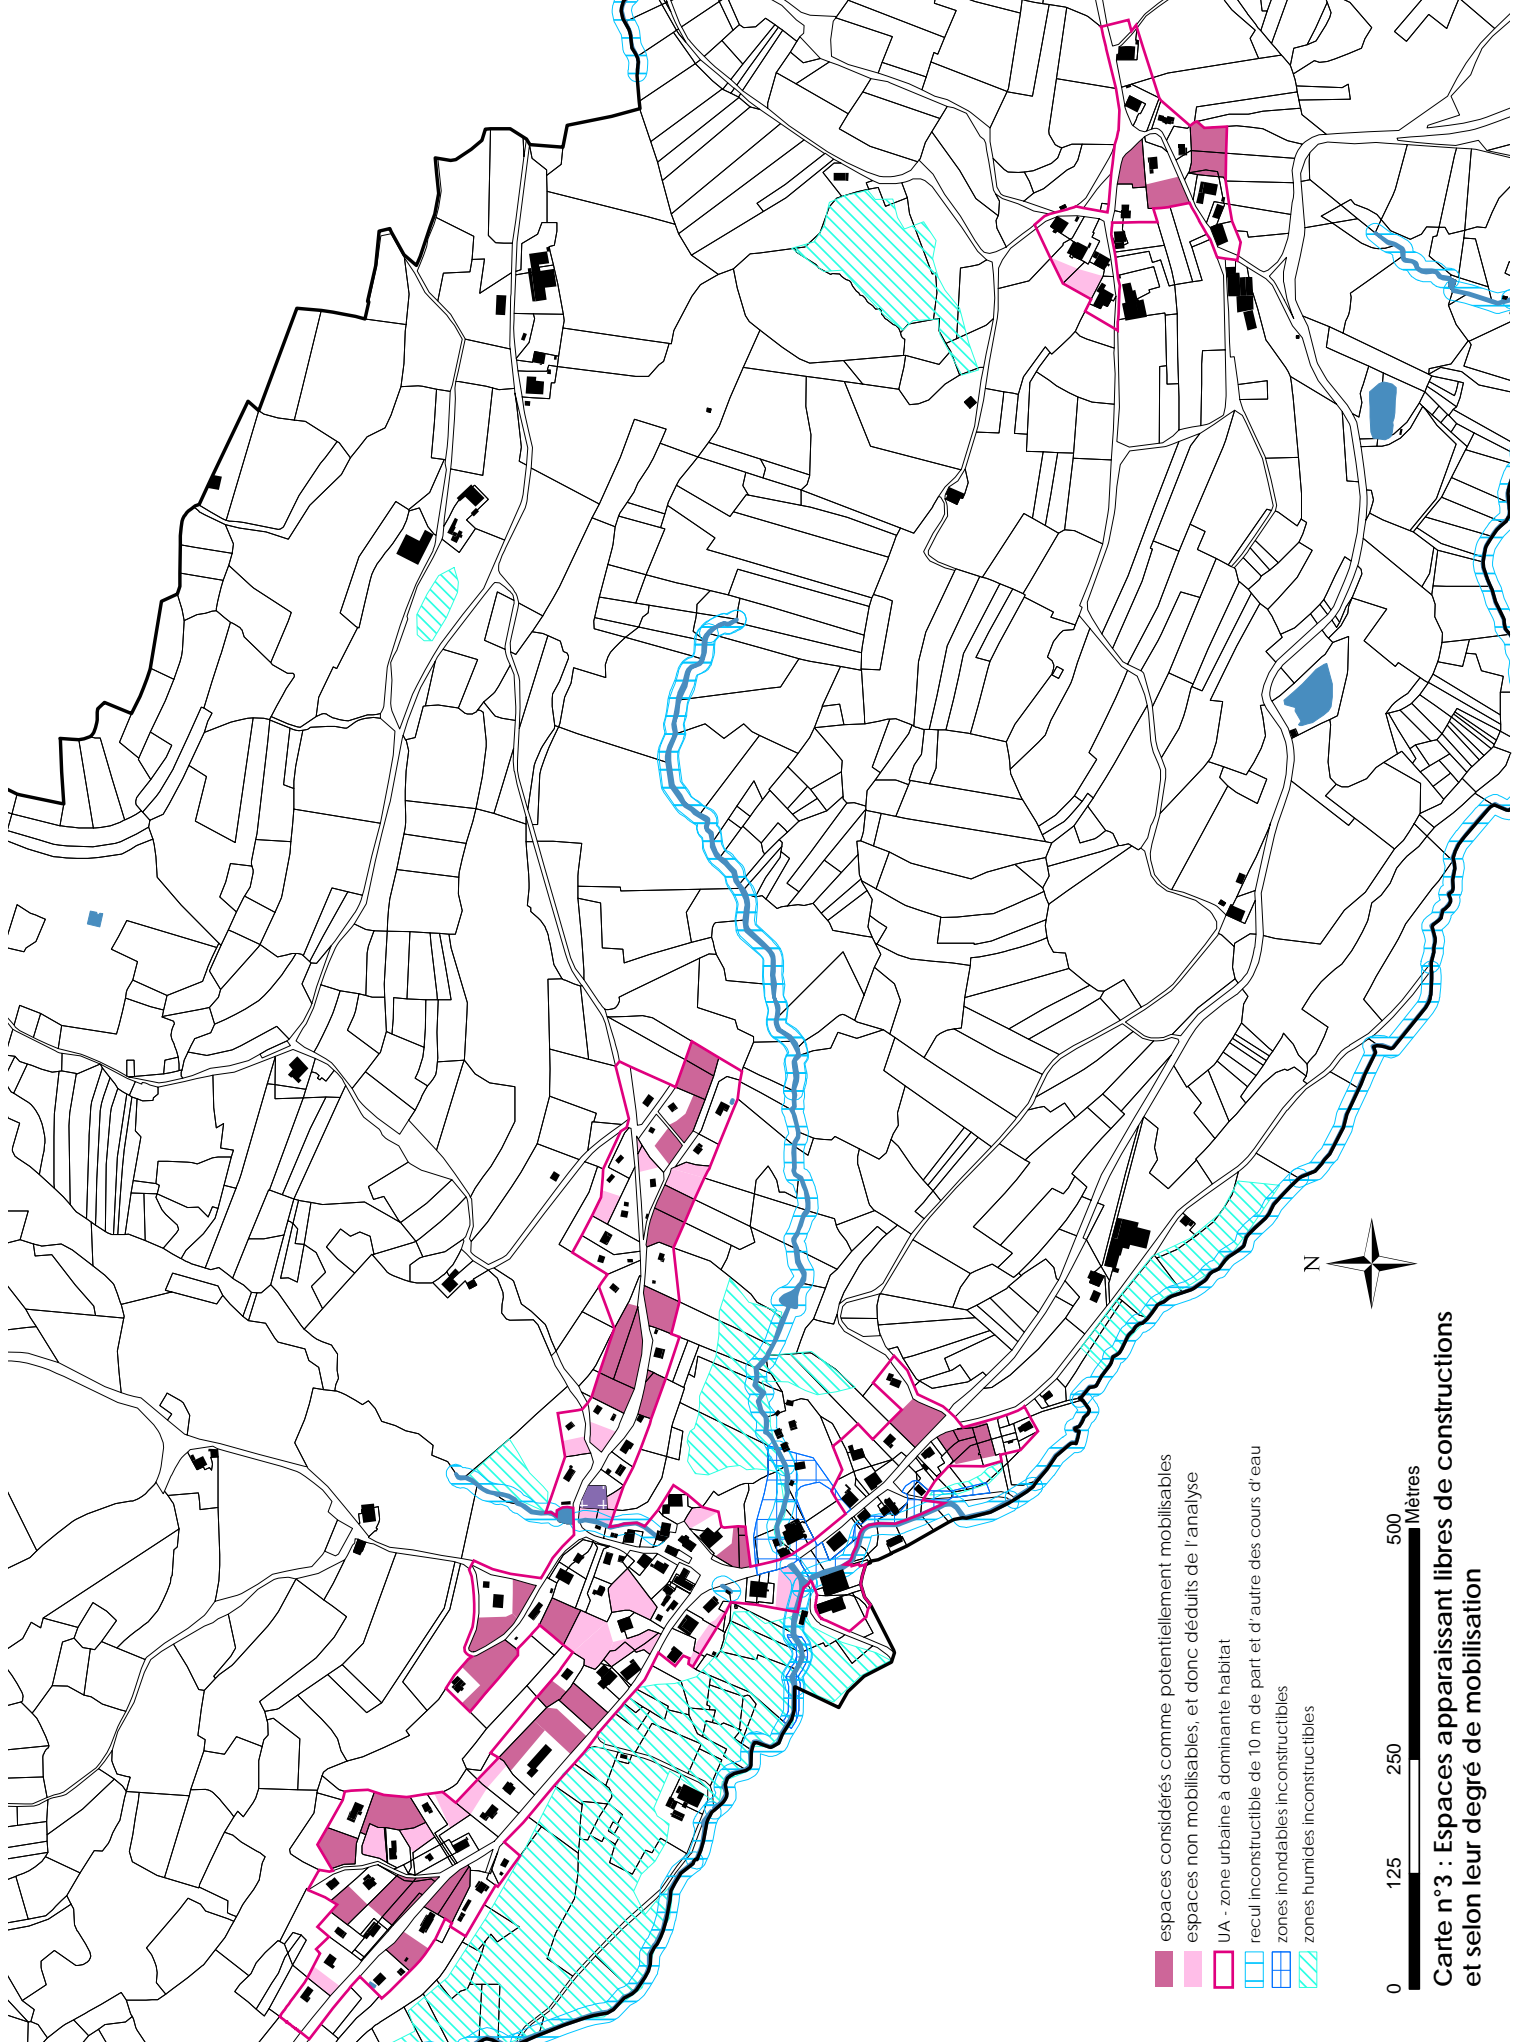 espaces considérés comme potentiellement mobilisables
espaces non mobilisables, et donc déduits de l'analyse
UA - zone urbaine à dominante habitat
recul inconstructible de 10 m de part et d'autre des cours d'eau
zones inondables inconstructibles
zones humides inconstructibles
N
0 125 250 500
Mètres
Carte n°3 : Espaces apparaissant libres de constructions
et selon leur degré de mobilisation